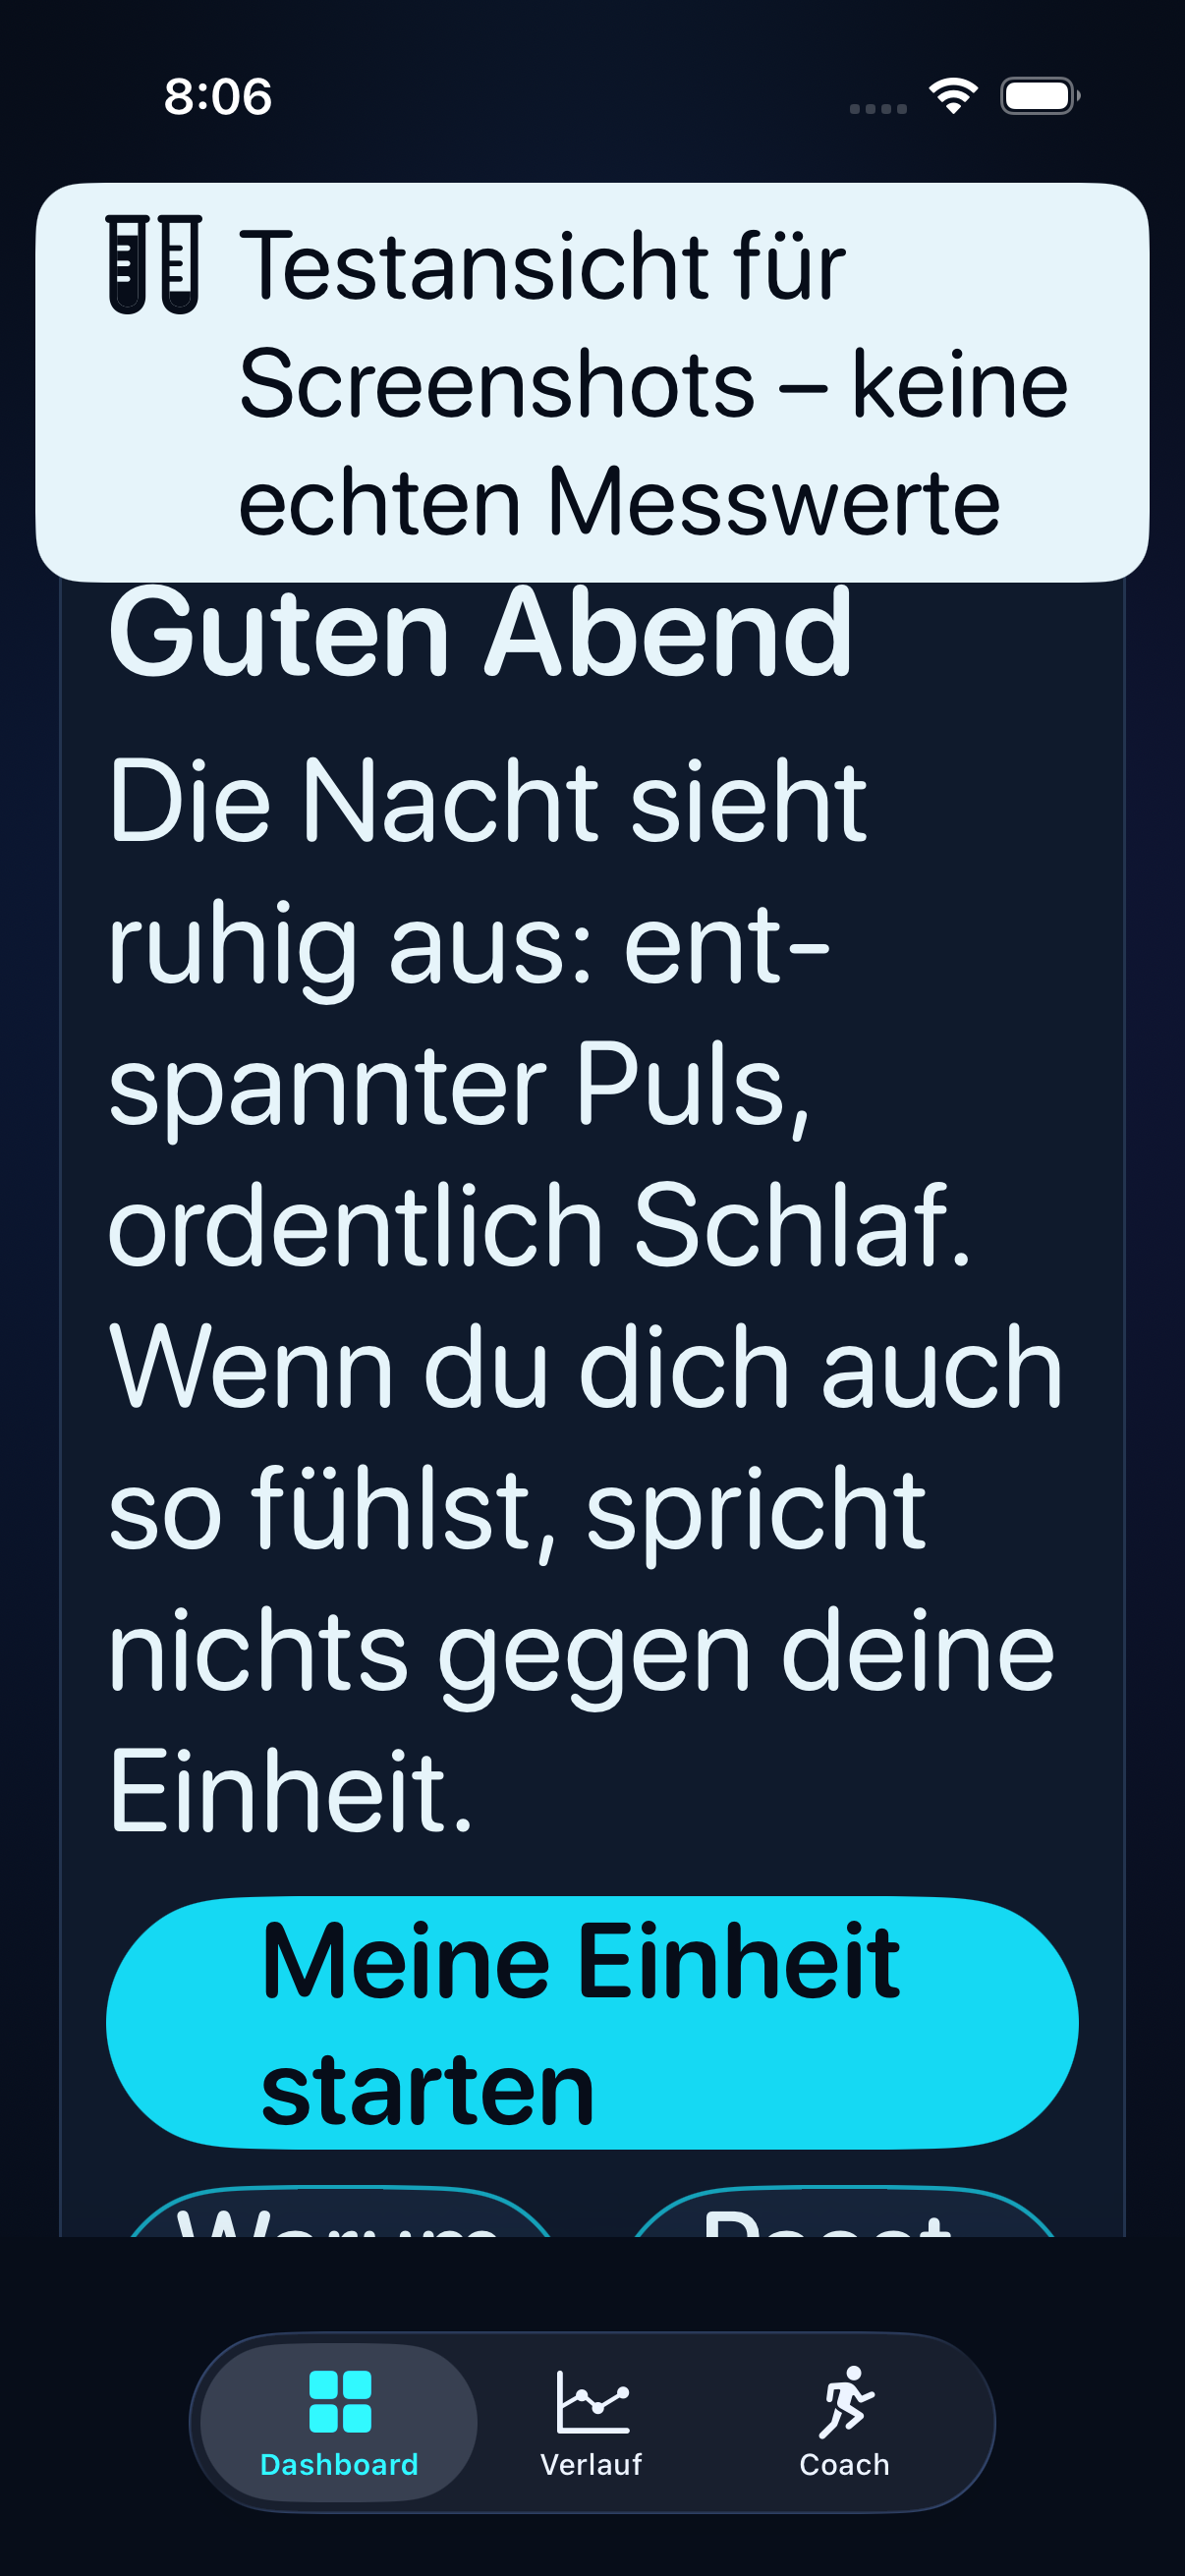 8:06
Testansicht für
Screenshots – keine
echten Messwerte
Guten Abend
Die Nacht sieht
ruhig aus: ent-
spannter Puls,
ordentlich Schlaf.
Wenn du dich auch
so fühlst, spricht
nichts gegen deine
Einheit.
Meine Einheit
starten
Warum
Dashboard Verlauf Coach